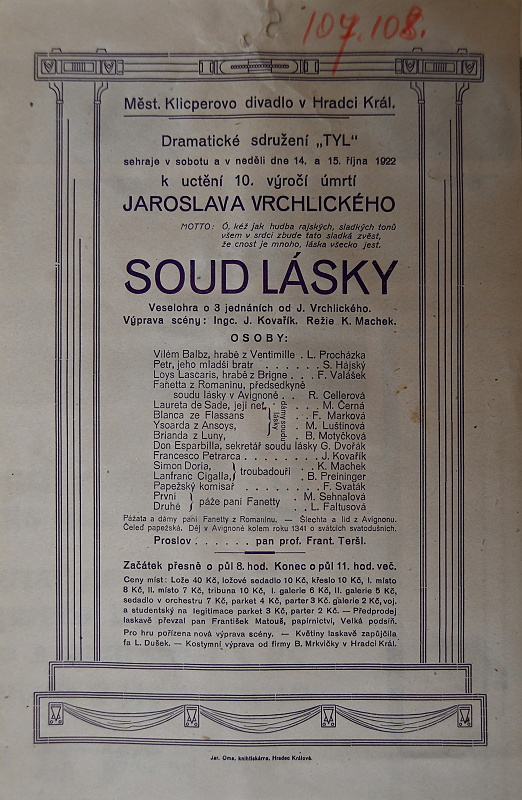 107.108.
Měst. Klicperovo divadlo v Hradci Král.
Dramatické sdružení „TYL"
sehraje v sobotu a v neděli dne 14. a 15. října 1922
k uctění 10. výročí úmrtí
JAROSLAVA VRCHLICKÉHO
MOTTO: Ó, kéž jak hudba rajských, sladkých tonů
všem v srdci zbude tato sladká zvěst,
že cnost je mnoho, láska všecko jest.
SOUD LÁSKY
Veselohra o 3 jednáních od J. Vrchlického.
Výprava scény: Ingc. J. Kovařík. Režie K. Machek.
OSOBY:
Vilém Balbz, hrabě z Ventimille . L. Procházka
Petr, jeho mladší bratr . . . . . . . S. Hájský
Loys Lascaris, hrabě z Brigne . . . F. Valášek
Fanetta z Romaninu, předsedkyně
soudu lásky v Avignoně . . R. Cellerová
Laureta de Sade, její neť . . M. Černá
Blanca ze Flassans F. Marková
Ysoarda z Ansoys, M. Luštinová
Brianda z Luny, B. Motyčková
dámy soudu lásky
Don Esparbilla, sekretář soudu lásky G. Dvořák
Francesco Petrarca . . . . . . . . J. Kovařík
Simon Doria, K. Machek
Lanfranc Cigalla, troubadouři . B. Preininger
Papežský komisař . . . . . . . . F. Svaták
První M. Sehnalová
Druhé páže paní Fanetty . L. Faltusová
Pážata a dámy paní Fanetty z Romaninu. — Šlechta a lid z Avignonu.
Čeleď papežská. Děj v Avignoně kolem roku 1341 o svátcích svatodušních.
Proslov . . . . . . pan prof. Frant. Teršl.
Začátek přesně o půl 8. hod. Konec o půl 11. hod. več.
Ceny míst: Lože 40 Kč, ložové sedadlo 10 Kč, křeslo 10 Kč, I. místo
8 Kč, II. místo 7 Kč, tribuna 10 Kč, I. galerie 6 Kč, II. galerie 5 Kč,
sedadlo v orchestru 7 Kč, parket 4 Kč, parter 3 Kč, galerie 2 Kč, voj.
a studentský na legitimace parket 3 Kč, parter 2 Kč. — Předprodej
laskavě převzal pan František Matouš, papírnictví, Velká podsíň.
Pro hru pořízena nová výprava scény. — Květiny laskavě zapůjčila
fa L. Dušek. — Kostymní výprava od firmy B. Mrkvičky v Hradci Král.
Jar. Oma, knihtiskárna, Hradec Králové.